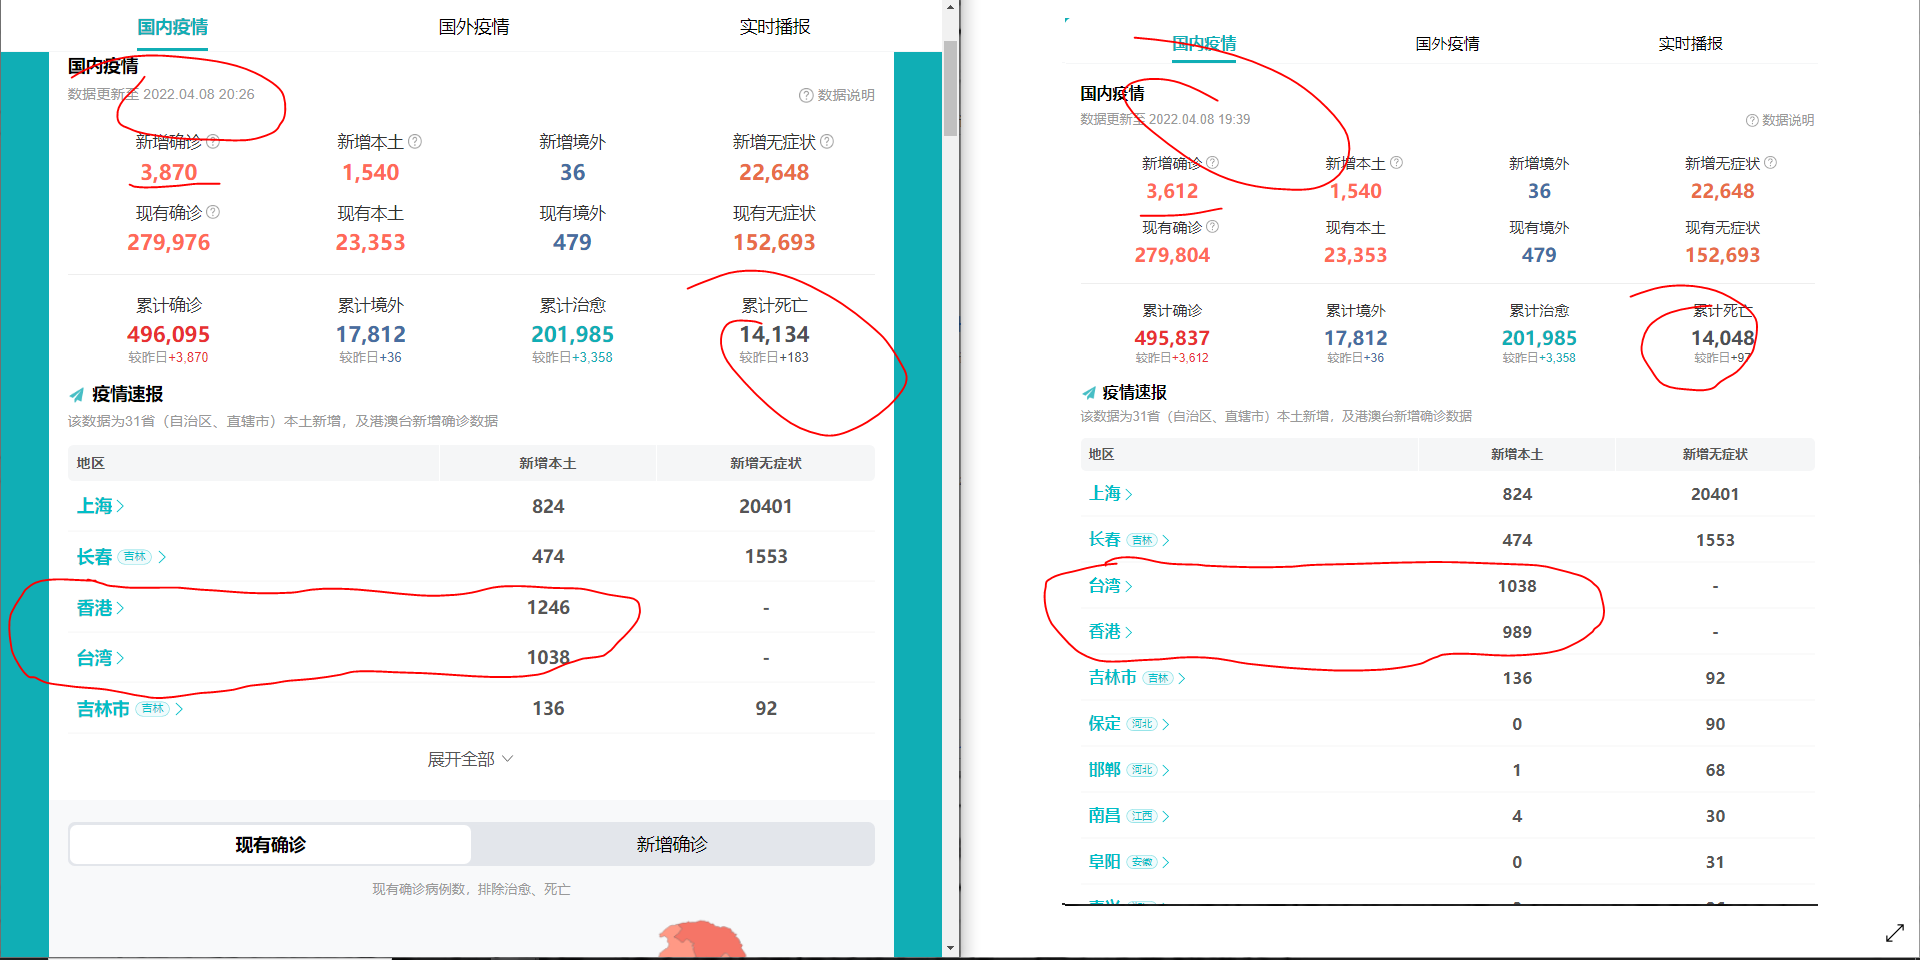 国内疫情 国外疫情 实时播报
国内疫情
数据更新至 2022.04.08 20:26
数据说明
新增确诊 新增本土 新增境外 新增无症状
3,870 1,540 36 22,648
现有确诊 现有本土 现有境外 现有无症状
279,976 23,353 479 152,693
累计确诊 累计境外 累计治愈 累计死亡
496,095 17,812 201,985 14,134
较昨日+3,870 较昨日+36 较昨日+3,358 较昨日+183
疫情速报
该数据为31省（自治区、直辖市）本土新增，及港澳台新增确诊数据
地区 新增本土 新增无症状
上海 824 20401
长春 吉林 474 1553
香港 1246 -
台湾 1038 -
吉林市 吉林 136 92
展开全部
现有确诊 新增确诊
现有确诊病例数，排除治愈、死亡
国内疫情 国外疫情 实时播报
国内疫情
数据更新至 2022.04.08 19:39
数据说明
新增确诊 新增本土 新增境外 新增无症状
3,612 1,540 36 22,648
现有确诊 现有本土 现有境外 现有无症状
279,804 23,353 479 152,693
累计确诊 累计境外 累计治愈 累计死亡
495,837 17,812 201,985 14,048
较昨日+3,612 较昨日+36 较昨日+3,358 较昨日+97
疫情速报
该数据为31省（自治区、直辖市）本土新增，及港澳台新增确诊数据
地区 新增本土 新增无症状
上海 824 20401
长春 吉林 474 1553
台湾 1038 -
香港 989 -
吉林市 吉林 136 92
保定 河北 0 90
邯郸 河北 1 68
南昌 江西 4 30
阜阳 安徽 0 31